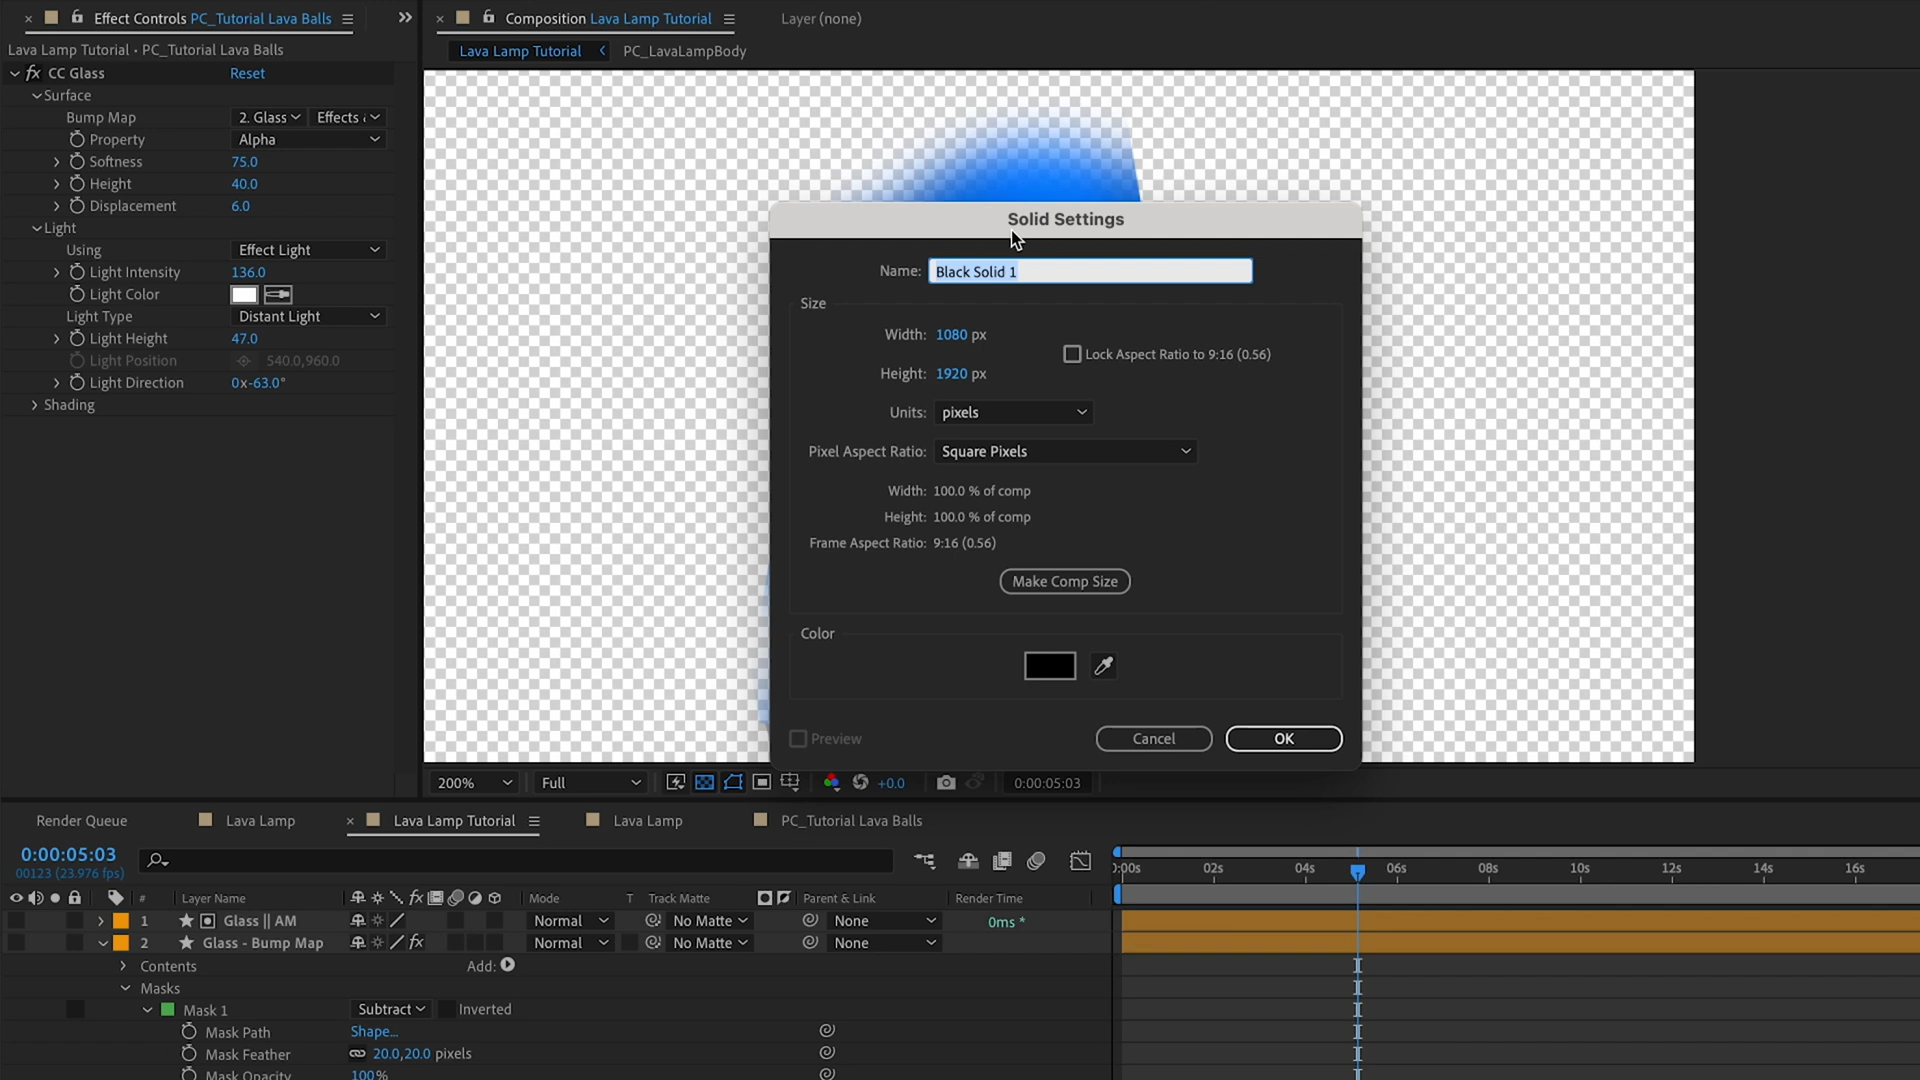 × Effect Controls PC_Tutorial Lava Balls
Lava Lamp Tutorial • PC_Tutorial Lava Balls
fx CC Glass Reset
Surface
Bump Map 2. Glass Effects
Property Alpha
Softness 75.0
Height 40.0
Displacement 6.0
Light
Using Effect Light
Light Intensity 136.0
Light Color
Light Type Distant Light
Light Height 47.0
Light Position 540.0,960.0
Light Direction 0x-63.0°
Shading
× Composition Lava Lamp Tutorial Layer (none)
Lava Lamp Tutorial PC_LavaLampBody
Solid Settings
Name: Black Solid 1
Size
Width: 1080 px
Lock Aspect Ratio to 9:16 (0.56)
Height: 1920 px
Units: pixels
Pixel Aspect Ratio: Square Pixels
Width: 100.0 % of comp
Height: 100.0 % of comp
Frame Aspect Ratio: 9:16 (0.56)
Make Comp Size
Color
Preview Cancel OK
200% Full +0.0 0:00:05:03
Render Queue Lava Lamp × Lava Lamp Tutorial Lava Lamp PC_Tutorial Lava Balls
0:00:05:03
00123 (23.976 fps)
):00s 02s 04s 06s 08s 10s 12s 14s 16s
# Layer Name fx Mode T Track Matte Parent & Link Render Time
1 Glass || AM Normal No Matte None 0ms *
2 Glass - Bump Map fx Normal No Matte None
Contents Add:
Masks
Mask 1 Subtract Inverted
Mask Path Shape...
Mask Feather 20.0,20.0 pixels
Mask Opacity 100%